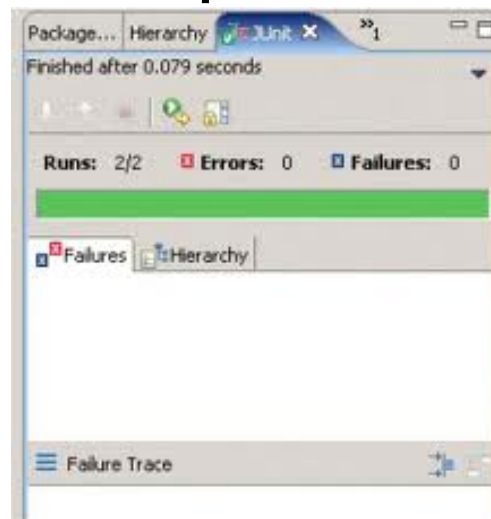 Package... Hierarchy JUnit »1
Finished after 0.079 seconds
Runs: 2/2 Errors: 0 Failures: 0
Failures Hierarchy
Failure Trace